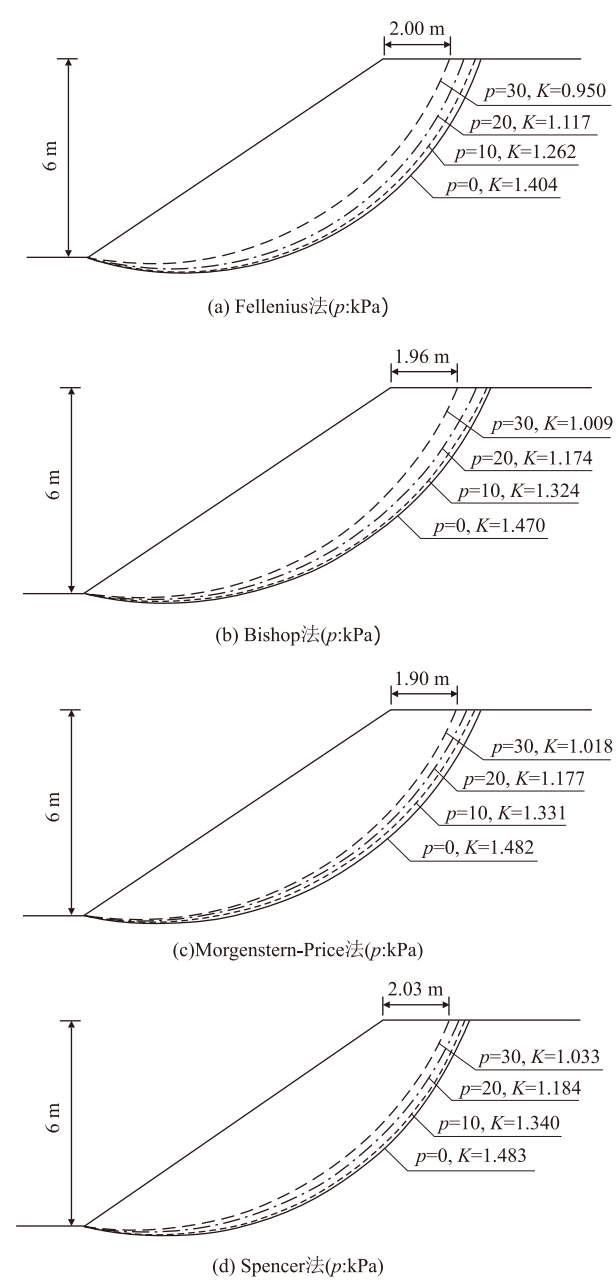 2.00 m
6 m
p=30, K=0.950
p=20, K=1.117
p=10, K=1.262
p=0, K=1.404
(a) Fellenius法(p:kPa)
1.96 m
6 m
p=30, K=1.009
p=20, K=1.174
p=10, K=1.324
p=0, K=1.470
(b) Bishop法(p:kPa)
1.90 m
6 m
p=30, K=1.018
p=20, K=1.177
p=10, K=1.331
p=0, K=1.482
(c)Morgenstern-Price法(p:kPa)
2.03 m
6 m
p=30, K=1.033
p=20, K=1.184
p=10, K=1.340
p=0, K=1.483
(d) Spencer法(p:kPa)